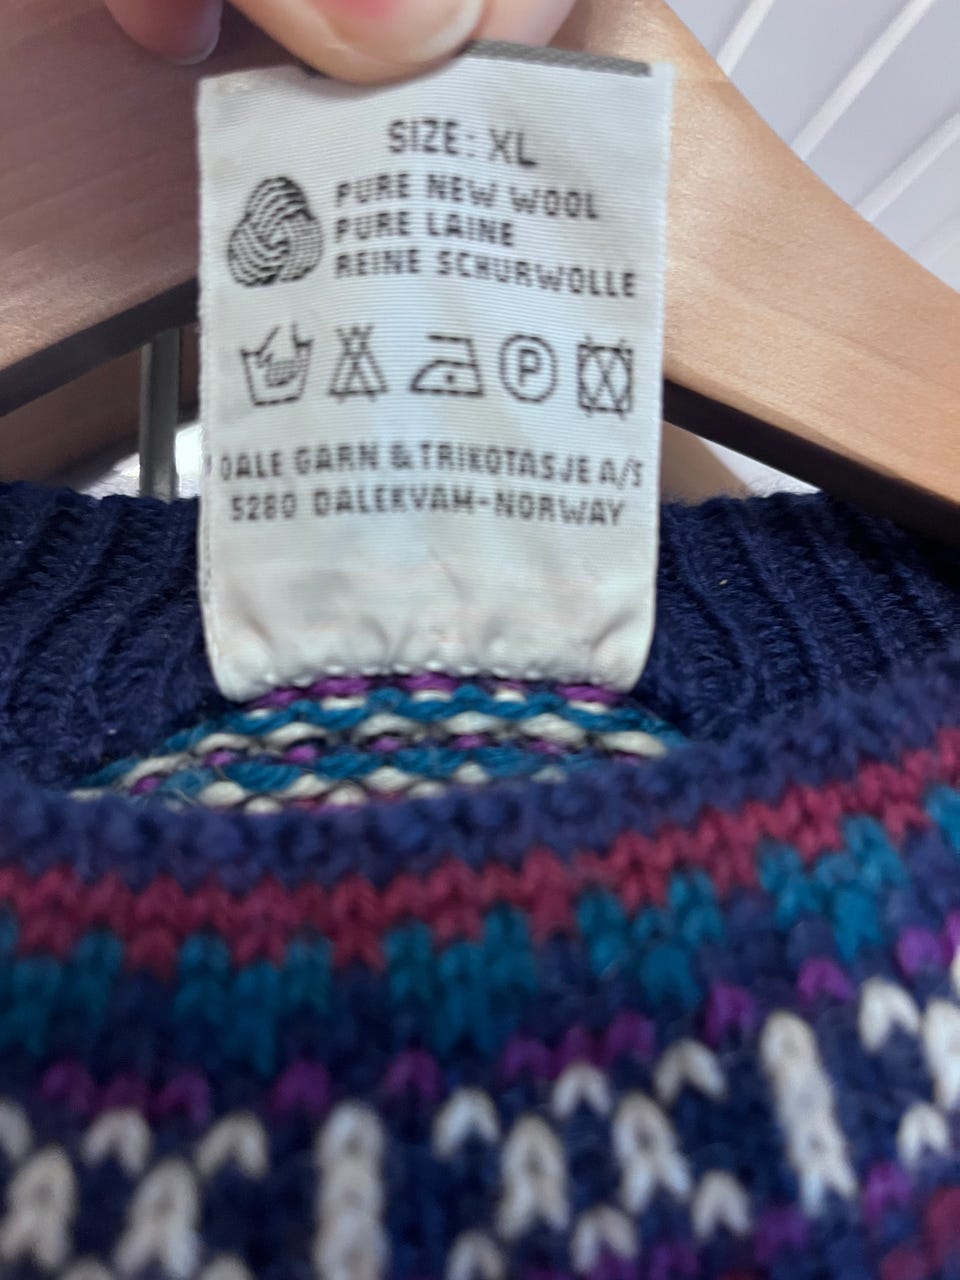 SIZE: XL
PURE NEW WOOL
PURE LAINE
REINE SCHURWOLLE
P
DALE GARN & TRIKOTASJE A/S
5280 DALEKVAM-NORWAY